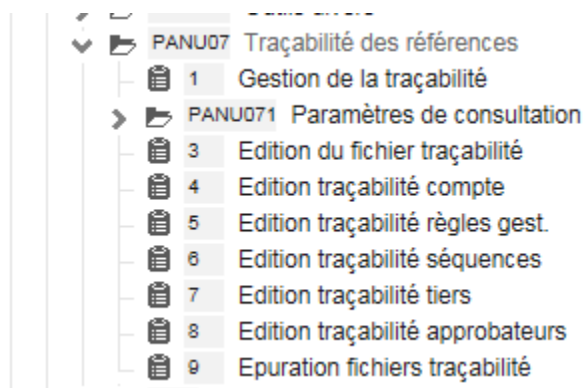 PANU07 Traçabilité des références
1 Gestion de la traçabilité
PANU071 Paramètres de consultation
3 Edition du fichier traçabilité
4 Edition traçabilité compte
5 Edition traçabilité règles gest.
6 Edition traçabilité séquences
7 Edition traçabilité tiers
8 Edition traçabilité approbateurs
9 Epuration fichiers traçabilité